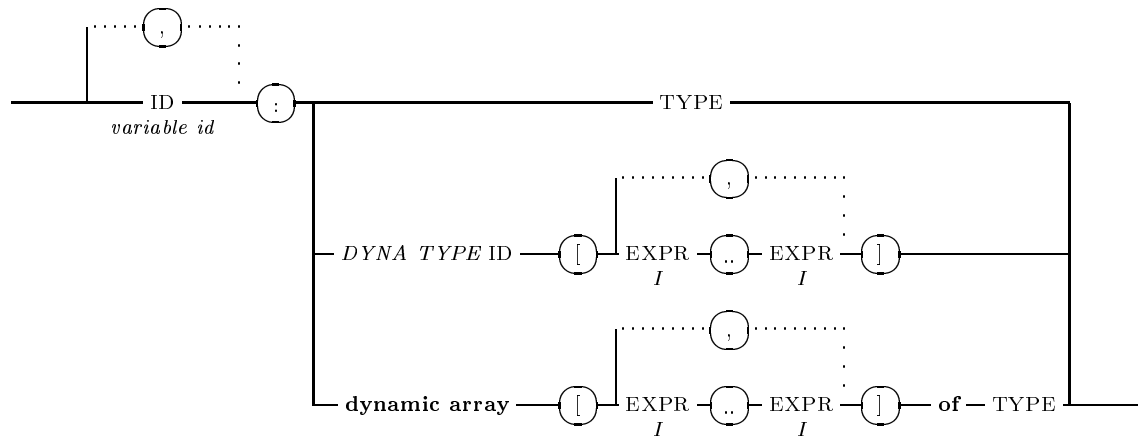 ,
ID : TYPE
variable id
,
DYNA TYPE ID [ EXPR .. EXPR ]
I I
,
dynamic array [ EXPR .. EXPR ] of TYPE
I I